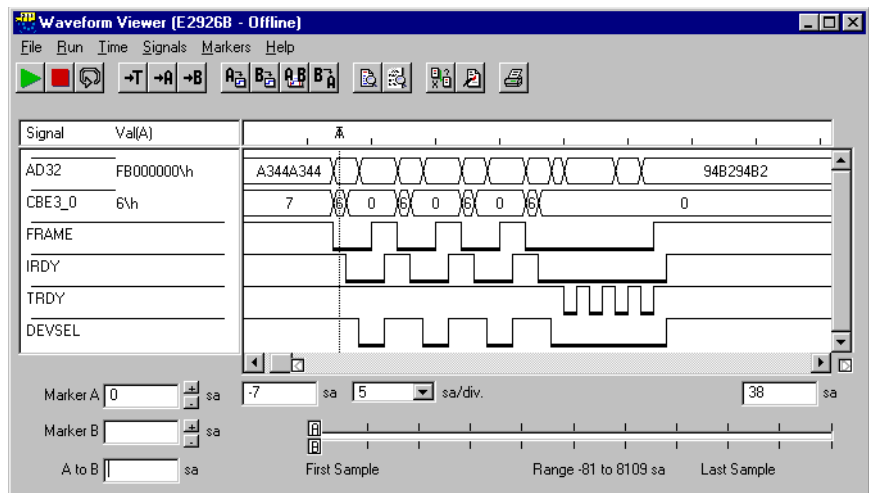 Waveform Viewer (E2926B - Offline)
File Run Time Signals Markers Help
→T →A →B A B A B B A
Signal Val(A)
AD32 FB000000\h A344A344 94B294B2
CBE3_0 6\h 7 6 0 6 0 6 0 6 0
FRAME
IRDY
TRDY
DEVSEL
Marker A 0 + - sa -7 sa 5 sa/div. 38 sa
Marker B + - sa A
B
A to B sa First Sample Range -81 to 8109 sa Last Sample